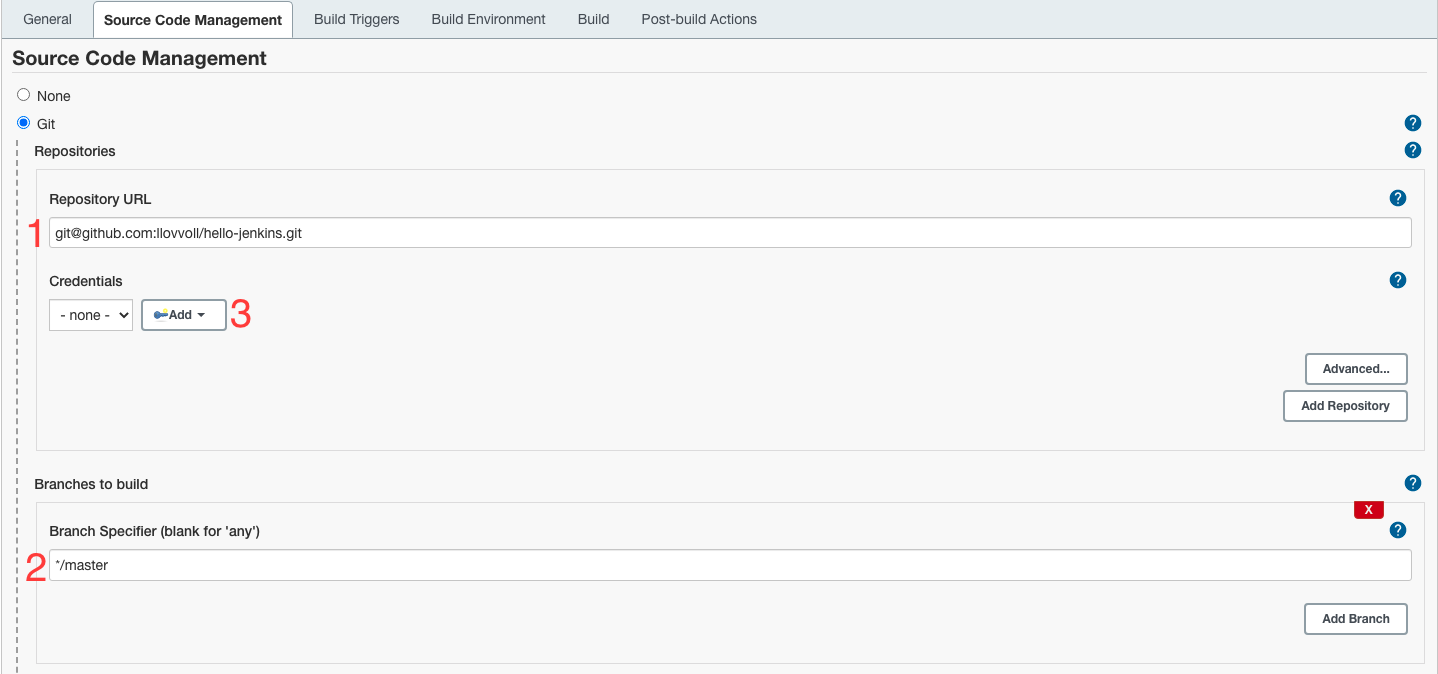 General Source Code Management Build Triggers Build Environment Build Post-build Actions
Source Code Management
None
Git ?
Repositories ?
Repository URL ?
1 git@github.com:llovvoll/hello-jenkins.git
Credentials ?
- none - Add 3
Advanced...
Add Repository
Branches to build ?
X
Branch Specifier (blank for 'any') ?
2 */master
Add Branch